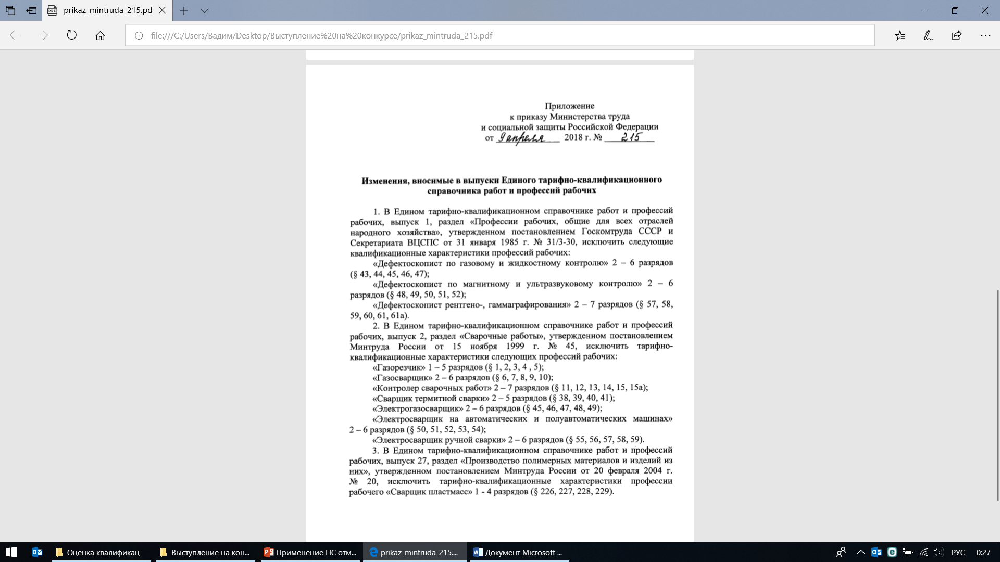 prikaz_mintruda_215.pd
file:///C:/Users/Вадим/Desktop/Выступление%20на%20конкурсе/prikaz_mintruda_215.pdf
Приложение
к приказу Министерства труда
и социальной защиты Российской Федерации
от 9 апреля 2018 г. № 215
Изменения, вносимые в выпуски Единого тарифно-квалификационного
справочника работ и профессий рабочих
1. В Едином тарифно-квалификационном справочнике работ и профессий
рабочих, выпуск 1, раздел «Профессии рабочих, общие для всех отраслей
народного хозяйства», утвержденном постановлением Госкомтруда СССР и
Секретариата ВЦСПС от 31 января 1985 г. № 31/3-30, исключить следующие
квалификационные характеристики профессий рабочих:
«Дефектоскопист по газовому и жидкостному контролю» 2 – 6 разрядов
(§ 43, 44, 45, 46, 47);
«Дефектоскопист по магнитному и ультразвуковому контролю» 2 – 6
разрядов (§ 48, 49, 50, 51, 52);
«Дефектоскопист рентгено-, гаммаграфирования» 2 – 7 разрядов (§ 57, 58,
59, 60, 61, 61а).
2. В Едином тарифно-квалификационном справочнике работ и профессий
рабочих, выпуск 2, раздел «Сварочные работы», утвержденном постановлением
Минтруда России от 15 ноября 1999 г. № 45, исключить тарифно-
квалификационные характеристики следующих профессий рабочих:
«Газорезчик» 1 – 5 разрядов (§ 1, 2, 3, 4 , 5);
«Газосварщик» 2 – 6 разрядов (§ 6, 7, 8, 9, 10);
«Контролер сварочных работ» 2 – 7 разрядов (§ 11, 12, 13, 14, 15, 15а);
«Сварщик термитной сварки» 2 – 5 разрядов (§ 38, 39, 40, 41);
«Электрогазосварщик» 2 – 6 разрядов (§ 45, 46, 47, 48, 49);
«Электросварщик на автоматических и полуавтоматических машинах»
2 – 6 разрядов (§ 50, 51, 52, 53, 54);
«Электросварщик ручной сварки» 2 – 6 разрядов (§ 55, 56, 57, 58, 59).
3. В Едином тарифно-квалификационном справочнике работ и профессий
рабочих, выпуск 27, раздел «Производство полимерных материалов и изделий из
них», утвержденном постановлением Минтруда России от 20 февраля 2004 г.
№ 20, исключить тарифно-квалификационные характеристики профессии
рабочего «Сварщик пластмасс» 1 - 4 разрядов (§ 226, 227, 228, 229).
Оценка квалификац Выступление на кон... Применение ПС отм... prikaz_mintruda_215.... Документ Microsoft ... РУС 0:27